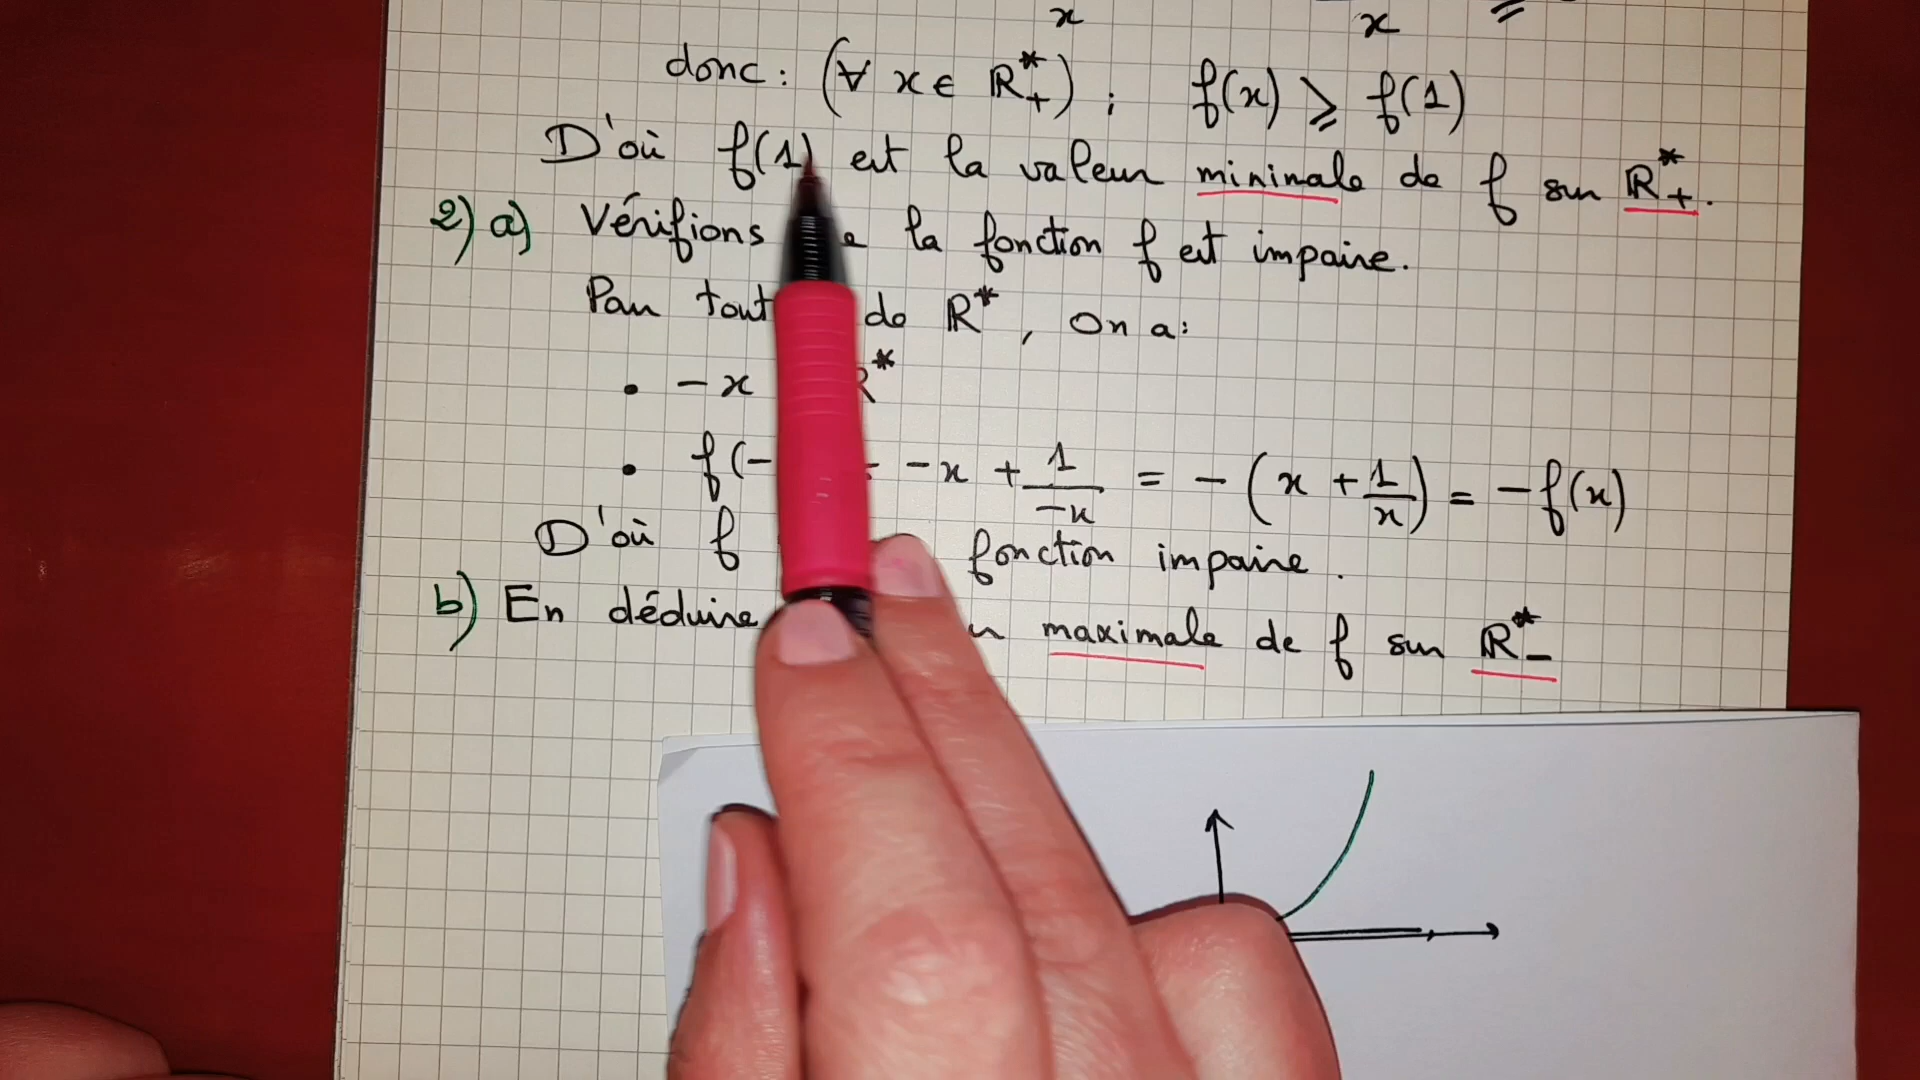 x x
donc : (∀ x ∈ ℝ*₊) ; f(x) ⩾ f(1)
D'où f(1) est la valeur minimale de f sur ℝ*₊.
2) a) Vérifions la fonction f est impaire.
Par tout de ℝ*, on a :
• -x ℝ*
• f(- -x + 1/-x = -(x + 1/x) = -f(x)
D'où f fonction impaire.
b) En déduire maximale de f sur ℝ*₋